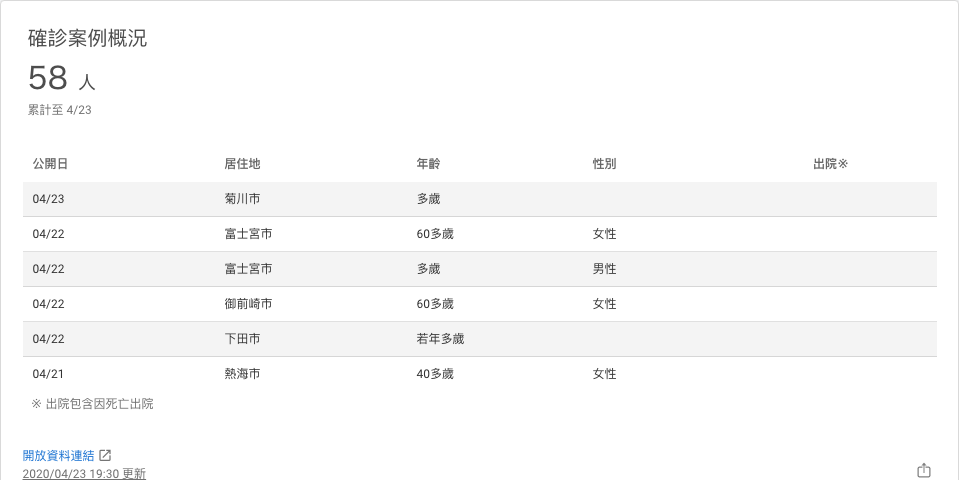 確診案例概況
58 人
累計至 4/23
公開日 居住地 年齡 性別 出院※
04/23 菊川市 多歲
04/22 富士宮市 60多歲 女性
04/22 富士宮市 多歲 男性
04/22 御前崎市 60多歲 女性
04/22 下田市 若年多歲
04/21 熱海市 40多歲 女性
※ 出院包含因死亡出院
開放資料連結
2020/04/23 19:30 更新